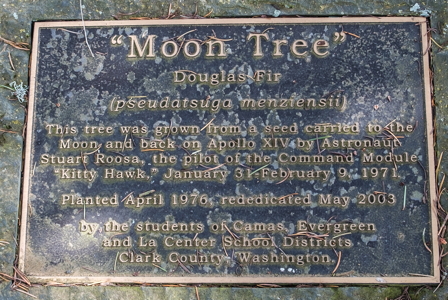 "Moon Tree"
Douglas Fir
(pseudatsuga menziensii)
This tree was grown from a seed carried to the
Moon and back on Apollo XIV by Astronaut
Stuart Roosa, the pilot of the Command Module
"Kitty Hawk," January 31-February 9, 1971.
Planted April 1976, rededicated May 2003
by the students of Camas, Evergreen
and La Center School Districts
Clark County, Washington.